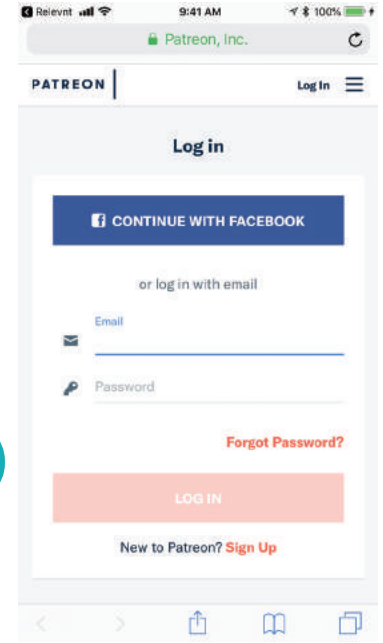 Relevnt 9:41 AM 100%
Patreon, Inc.
PATREON Log In
Log in
CONTINUE WITH FACEBOOK
or log in with email
Email
Password
Forgot Password?
LOG IN
New to Patreon? Sign Up